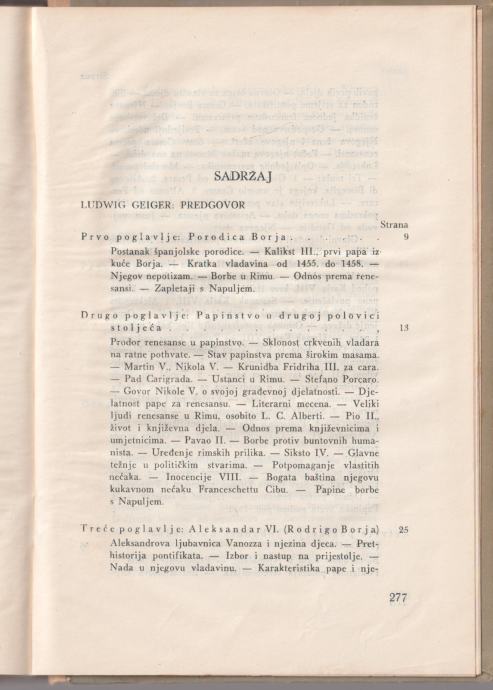 SADRŽAJ
LUDWIG GEIGER: PREDGOVOR
Strana
Prvo poglavlje: Porodica Borja . . . . . . . 9
Postanak španjolske porodice. — Kalikst III., prvi papa iz
kuće Borja. — Kratka vladavina od 1455. do 1458. —
Njegov nepotizam. — Borbe u Rimu. — Odnos prema rene-
sansi. — Zapletaji s Napuljem.
Drugo poglavlje: Papinstvo u drugoj polovici
stoljeća . . . . . . . . . . . . . . , 13
Prodor renesanse u papinstvo. — Sklonost crkvenih vladara
na ratne pothvate. — Stav papinstva prema širokim masama.
— Martin V., Nikola V. — Krunidba Fridriha III. za cara.
— Pad Carigrada. — Ustanci u Rimu. — Stefano Porcaro.
— Govor Nikole V. o svojoj građevnoj djelatnosti. — Dje-
latnost pape za renesansu. — Literarni mecena. — Veliki
ljudi renesanse u Rimu, osobito L. C. Alberti. — Pio II.,
život i književna djela. — Odnos prema književnicima i
umjetnicima. — Pavao II. — Borbe protiv buntovnih huma-
nista. — Uređenje rimskih prilika. — Siksto IV. — Glavne
težnje u političkim stvarima. — Potpomaganje vlastitih
nećaka. — Inocencije VIII. — Bogata baština njegovu
kukavnom nećaku Franceschettu Cibu. — Papine borbe
s Napuljem.
Treće poglavlje: Aleksandar VI. (Rodrigo Borja) 25
Aleksandrova ljubavnica Vanozza i njezina djeca. — Pret-
historija pontifikata. — Izbor i nastup na prijestolje. —
Nada u njegovu vladavinu. — Karakteristika pape i nje-
277